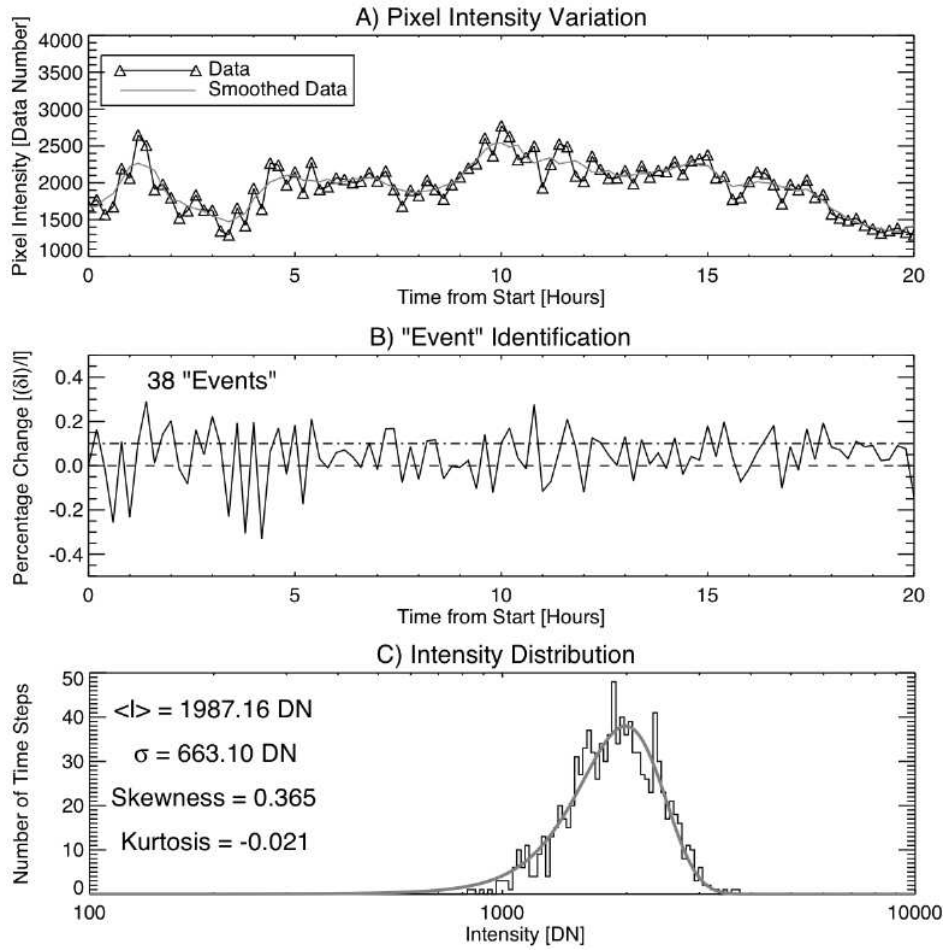 A) Pixel Intensity Variation
Pixel Intensity [Data Number]
4000
3500
3000
2500
2000
1500
1000
Data
Smoothed Data
0 5 10 15 20
Time from Start [Hours]
B) "Event" Identification
Percentage Change [(δI)/I]
0.4
0.2
0.0
-0.2
-0.4
38 "Events"
0 5 10 15 20
Time from Start [Hours]
C) Intensity Distribution
Number of Time Steps
50
40
30
20
10
0
<I> = 1987.16 DN
σ = 663.10 DN
Skewness = 0.365
Kurtosis = -0.021
100 1000 10000
Intensity [DN]